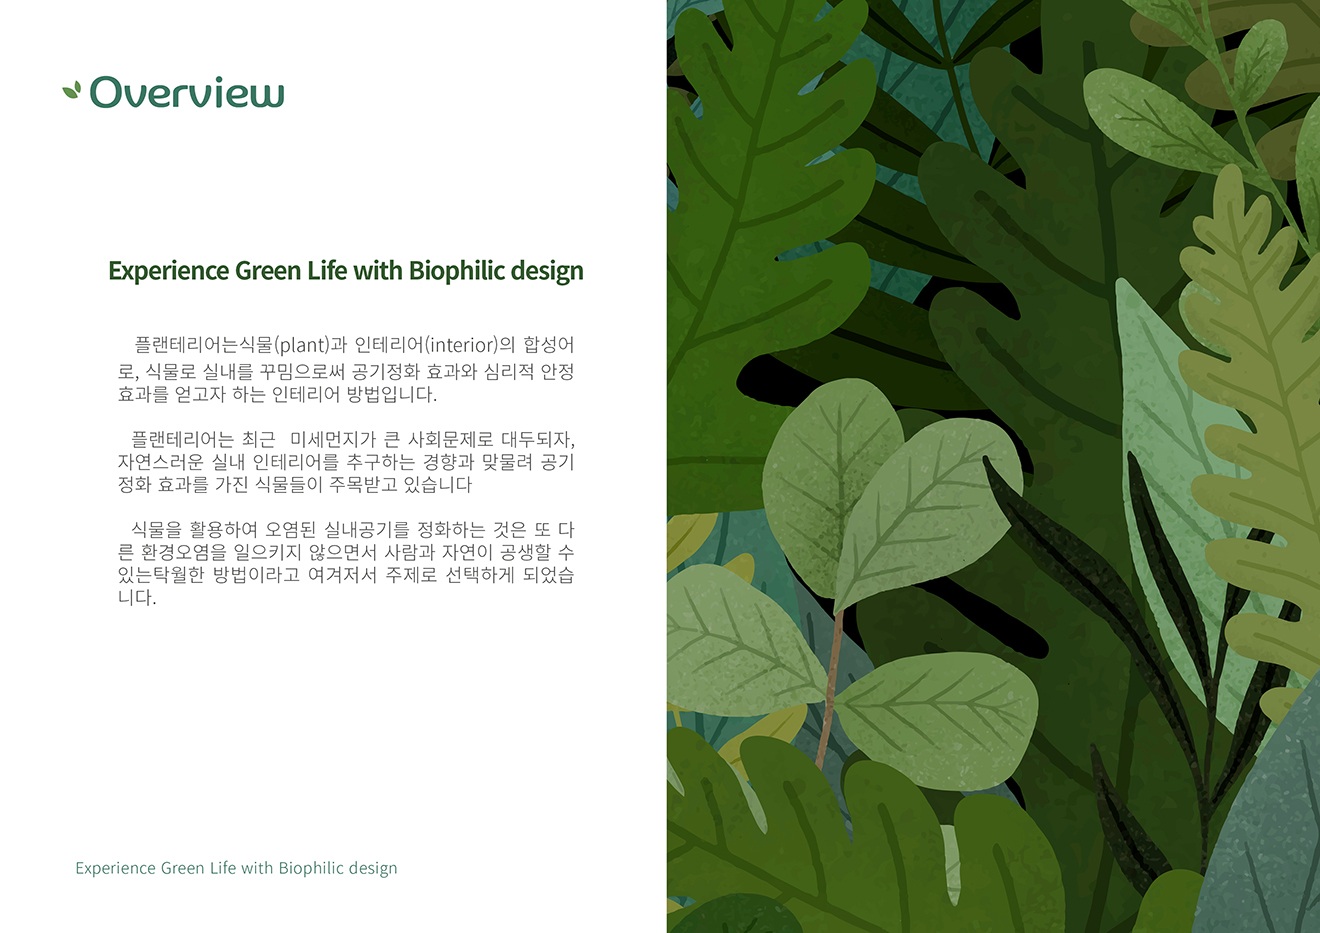 Overview
Experience Green Life with Biophilic design
플랜테리어는식물(plant)과 인테리어(interior)의 합성어
로, 식물로 실내를 꾸밈으로써 공기정화 효과와 심리적 안정
효과를 얻고자 하는 인테리어 방법입니다.
플랜테리어는 최근 미세먼지가 큰 사회문제로 대두되자,
자연스러운 실내 인테리어를 추구하는 경향과 맞물려 공기
정화 효과를 가진 식물들이 주목받고 있습니다
식물을 활용하여 오염된 실내공기를 정화하는 것은 또 다
른 환경오염을 일으키지 않으면서 사람과 자연이 공생할 수
있는탁월한 방법이라고 여겨저서 주제로 선택하게 되었습
니다.
Experience Green Life with Biophilic design